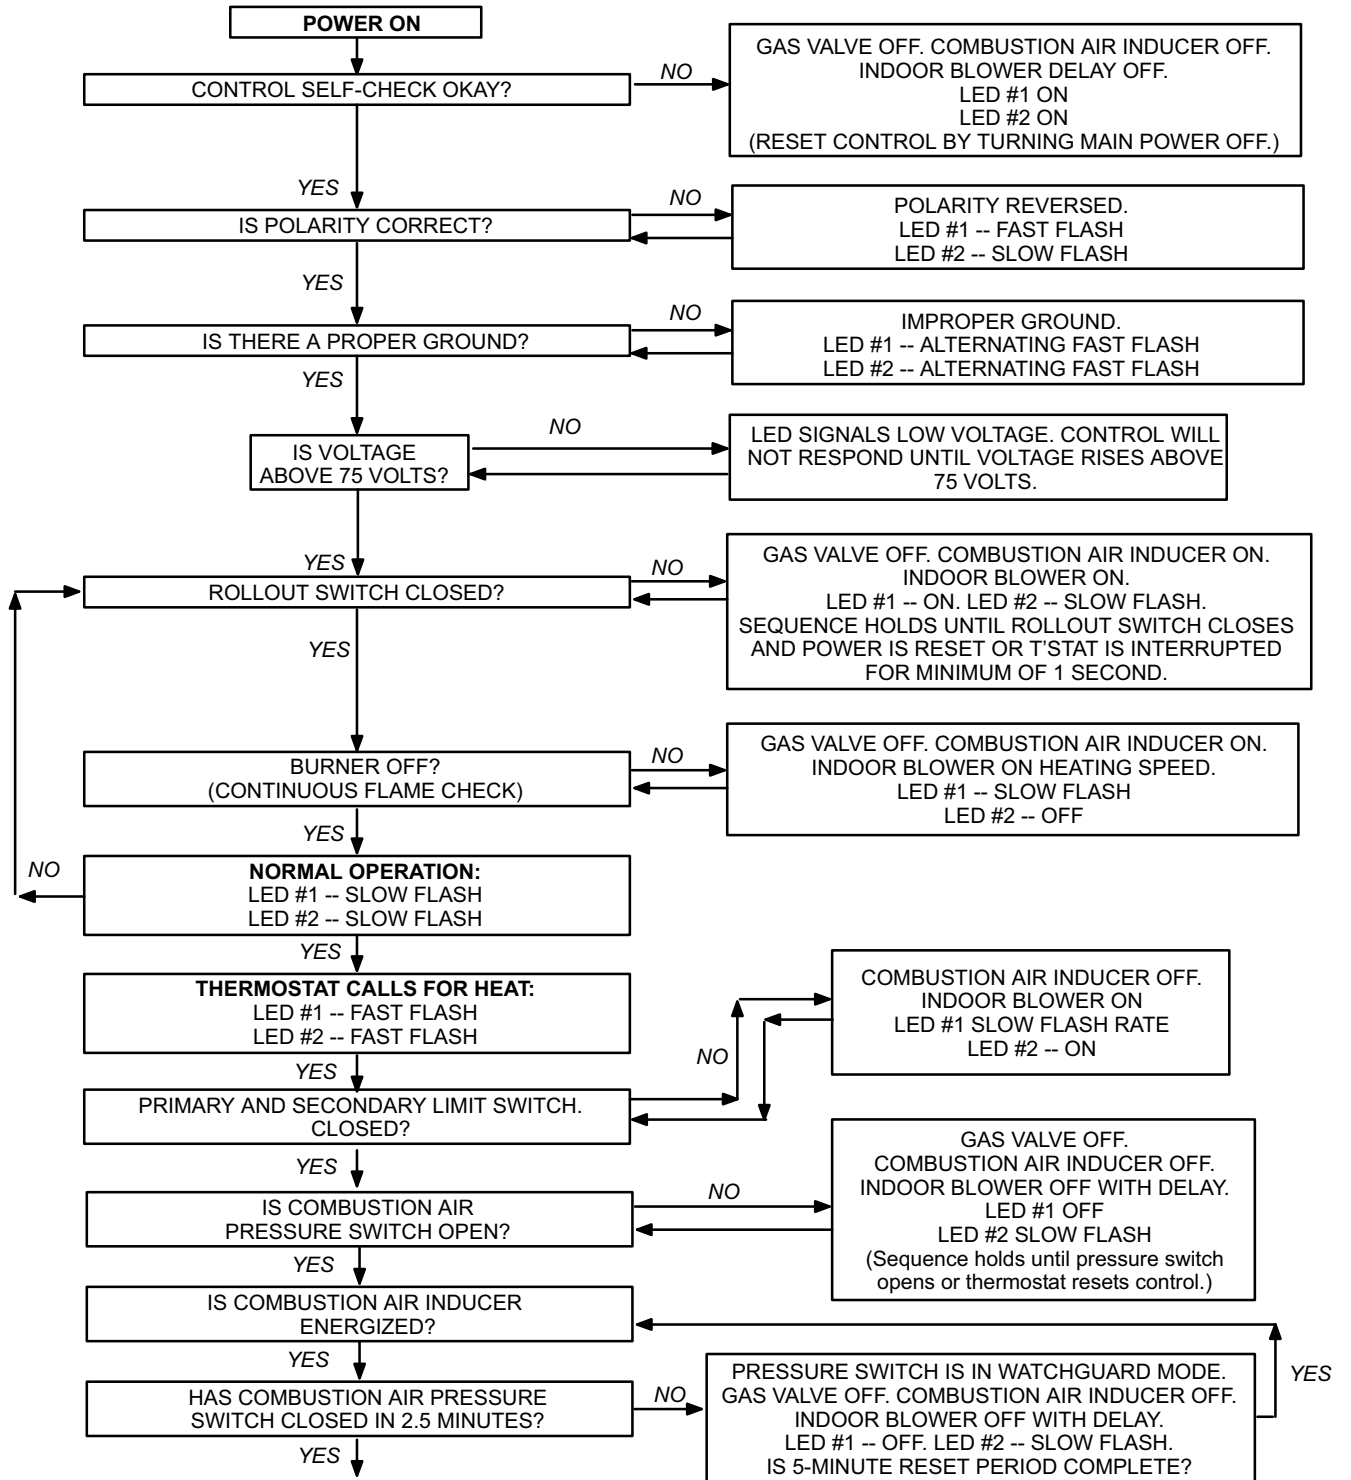 POWER ON
CONTROL SELF-CHECK OKAY?
NO
GAS VALVE OFF. COMBUSTION AIR INDUCER OFF.
INDOOR BLOWER DELAY OFF.
LED #1 ON
LED #2 ON
(RESET CONTROL BY TURNING MAIN POWER OFF.)
YES
IS POLARITY CORRECT?
NO
POLARITY REVERSED.
LED #1 -- FAST FLASH
LED #2 -- SLOW FLASH
YES
IS THERE A PROPER GROUND?
NO
IMPROPER GROUND.
LED #1 -- ALTERNATING FAST FLASH
LED #2 -- ALTERNATING FAST FLASH
YES
IS VOLTAGE
ABOVE 75 VOLTS?
NO
LED SIGNALS LOW VOLTAGE. CONTROL WILL
NOT RESPOND UNTIL VOLTAGE RISES ABOVE
75 VOLTS.
YES
ROLLOUT SWITCH CLOSED?
NO
GAS VALVE OFF. COMBUSTION AIR INDUCER ON.
INDOOR BLOWER ON.
LED #1 -- ON. LED #2 -- SLOW FLASH.
SEQUENCE HOLDS UNTIL ROLLOUT SWITCH CLOSES
AND POWER IS RESET OR T'STAT IS INTERRUPTED
FOR MINIMUM OF 1 SECOND.
YES
BURNER OFF?
(CONTINUOUS FLAME CHECK)
NO
GAS VALVE OFF. COMBUSTION AIR INDUCER ON.
INDOOR BLOWER ON HEATING SPEED.
LED #1 -- SLOW FLASH
LED #2 -- OFF
YES
NO
NORMAL OPERATION:
LED #1 -- SLOW FLASH
LED #2 -- SLOW FLASH
YES
THERMOSTAT CALLS FOR HEAT:
LED #1 -- FAST FLASH
LED #2 -- FAST FLASH
YES
PRIMARY AND SECONDARY LIMIT SWITCH.
CLOSED?
NO
COMBUSTION AIR INDUCER OFF.
INDOOR BLOWER ON
LED #1 SLOW FLASH RATE
LED #2 -- ON
YES
IS COMBUSTION AIR
PRESSURE SWITCH OPEN?
NO
GAS VALVE OFF.
COMBUSTION AIR INDUCER OFF.
INDOOR BLOWER OFF WITH DELAY.
LED #1 OFF
LED #2 SLOW FLASH
(Sequence holds until pressure switch
opens or thermostat resets control.)
YES
IS COMBUSTION AIR INDUCER
ENERGIZED?
YES
HAS COMBUSTION AIR PRESSURE
SWITCH CLOSED IN 2.5 MINUTES?
NO
PRESSURE SWITCH IS IN WATCHGUARD MODE.
GAS VALVE OFF. COMBUSTION AIR INDUCER OFF.
INDOOR BLOWER OFF WITH DELAY.
LED #1 -- OFF. LED #2 -- SLOW FLASH.
IS 5-MINUTE RESET PERIOD COMPLETE?
YES
YES